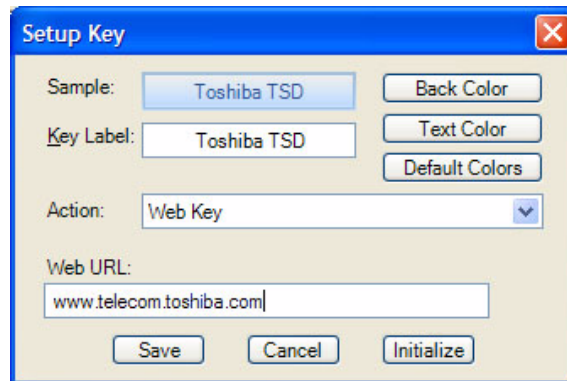 Setup Key
Sample: Toshiba TSD Back Color
Key Label: Toshiba TSD Text Color
Default Colors
Action: Web Key
Web URL:
www.telecom.toshiba.com
Save Cancel Initialize